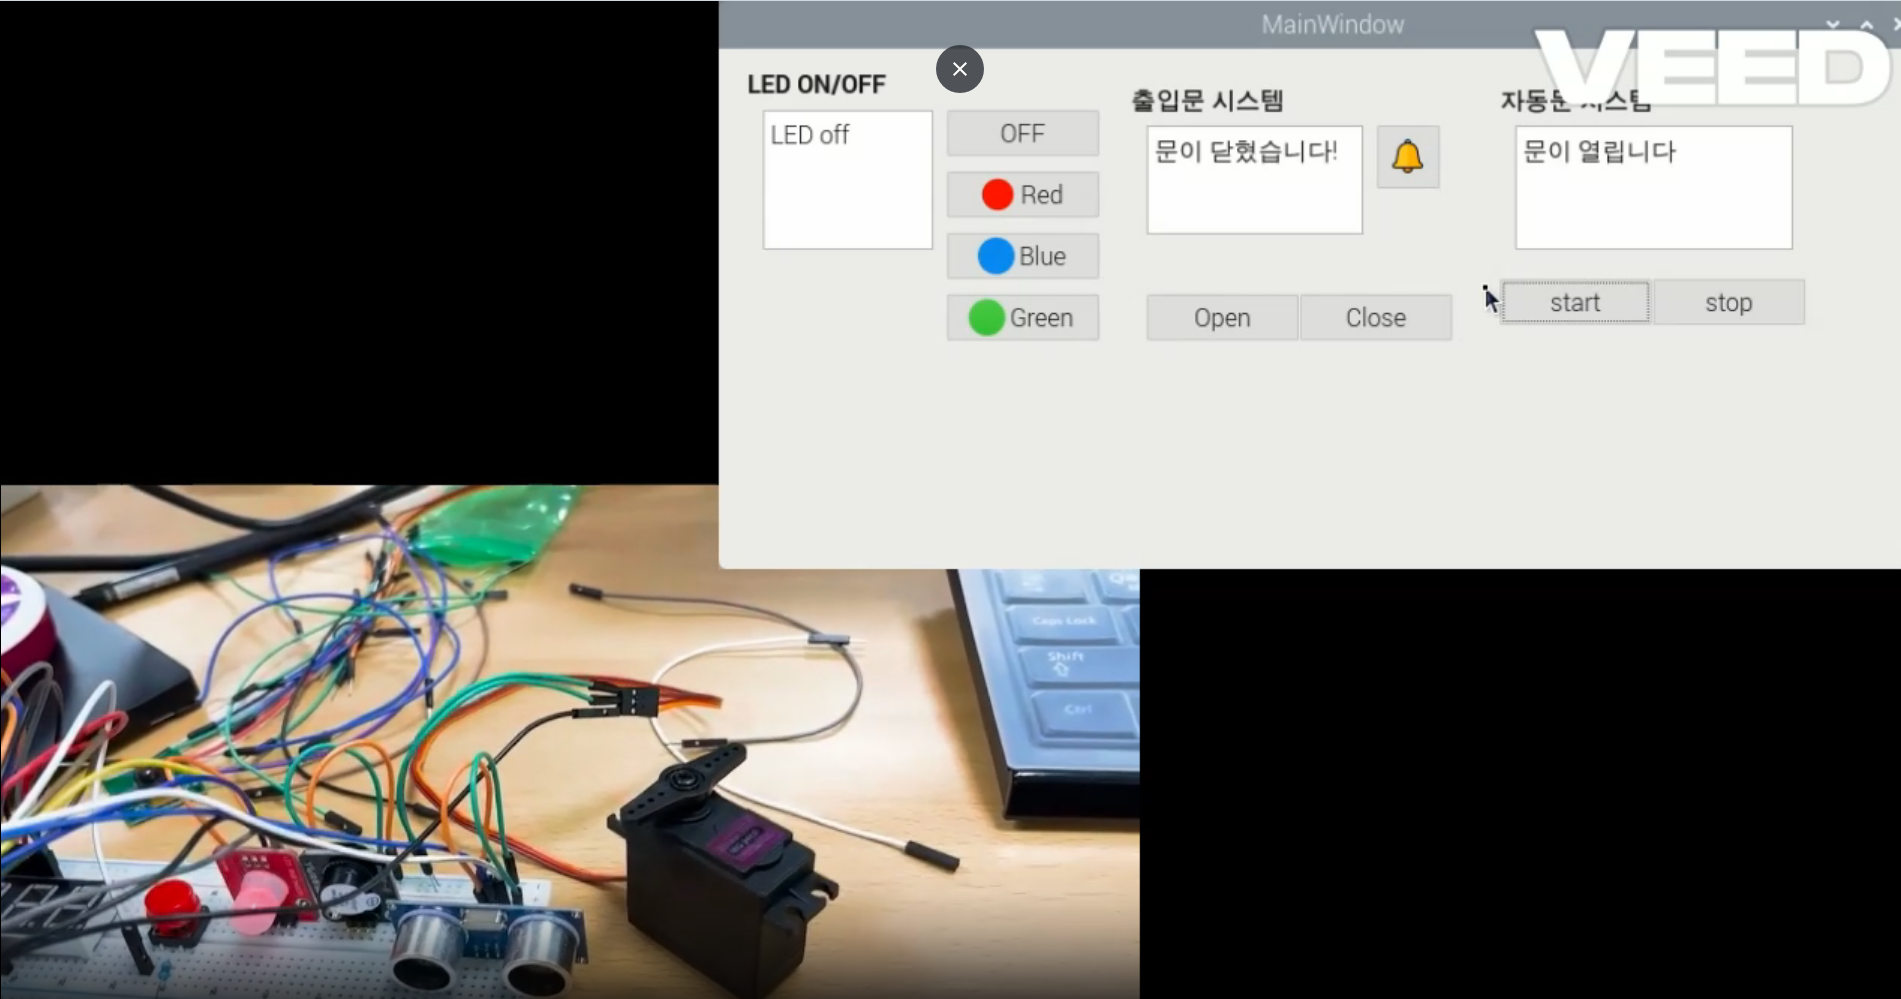 MainWindow
VEED
LED ON/OFF
LED off
OFF
Red
Blue
Green
출입문 시스템
문이 닫혔습니다!
Open
Close
자동문 시스템
문이 열립니다
start
stop
Caps Lock
Shift
Ctrl